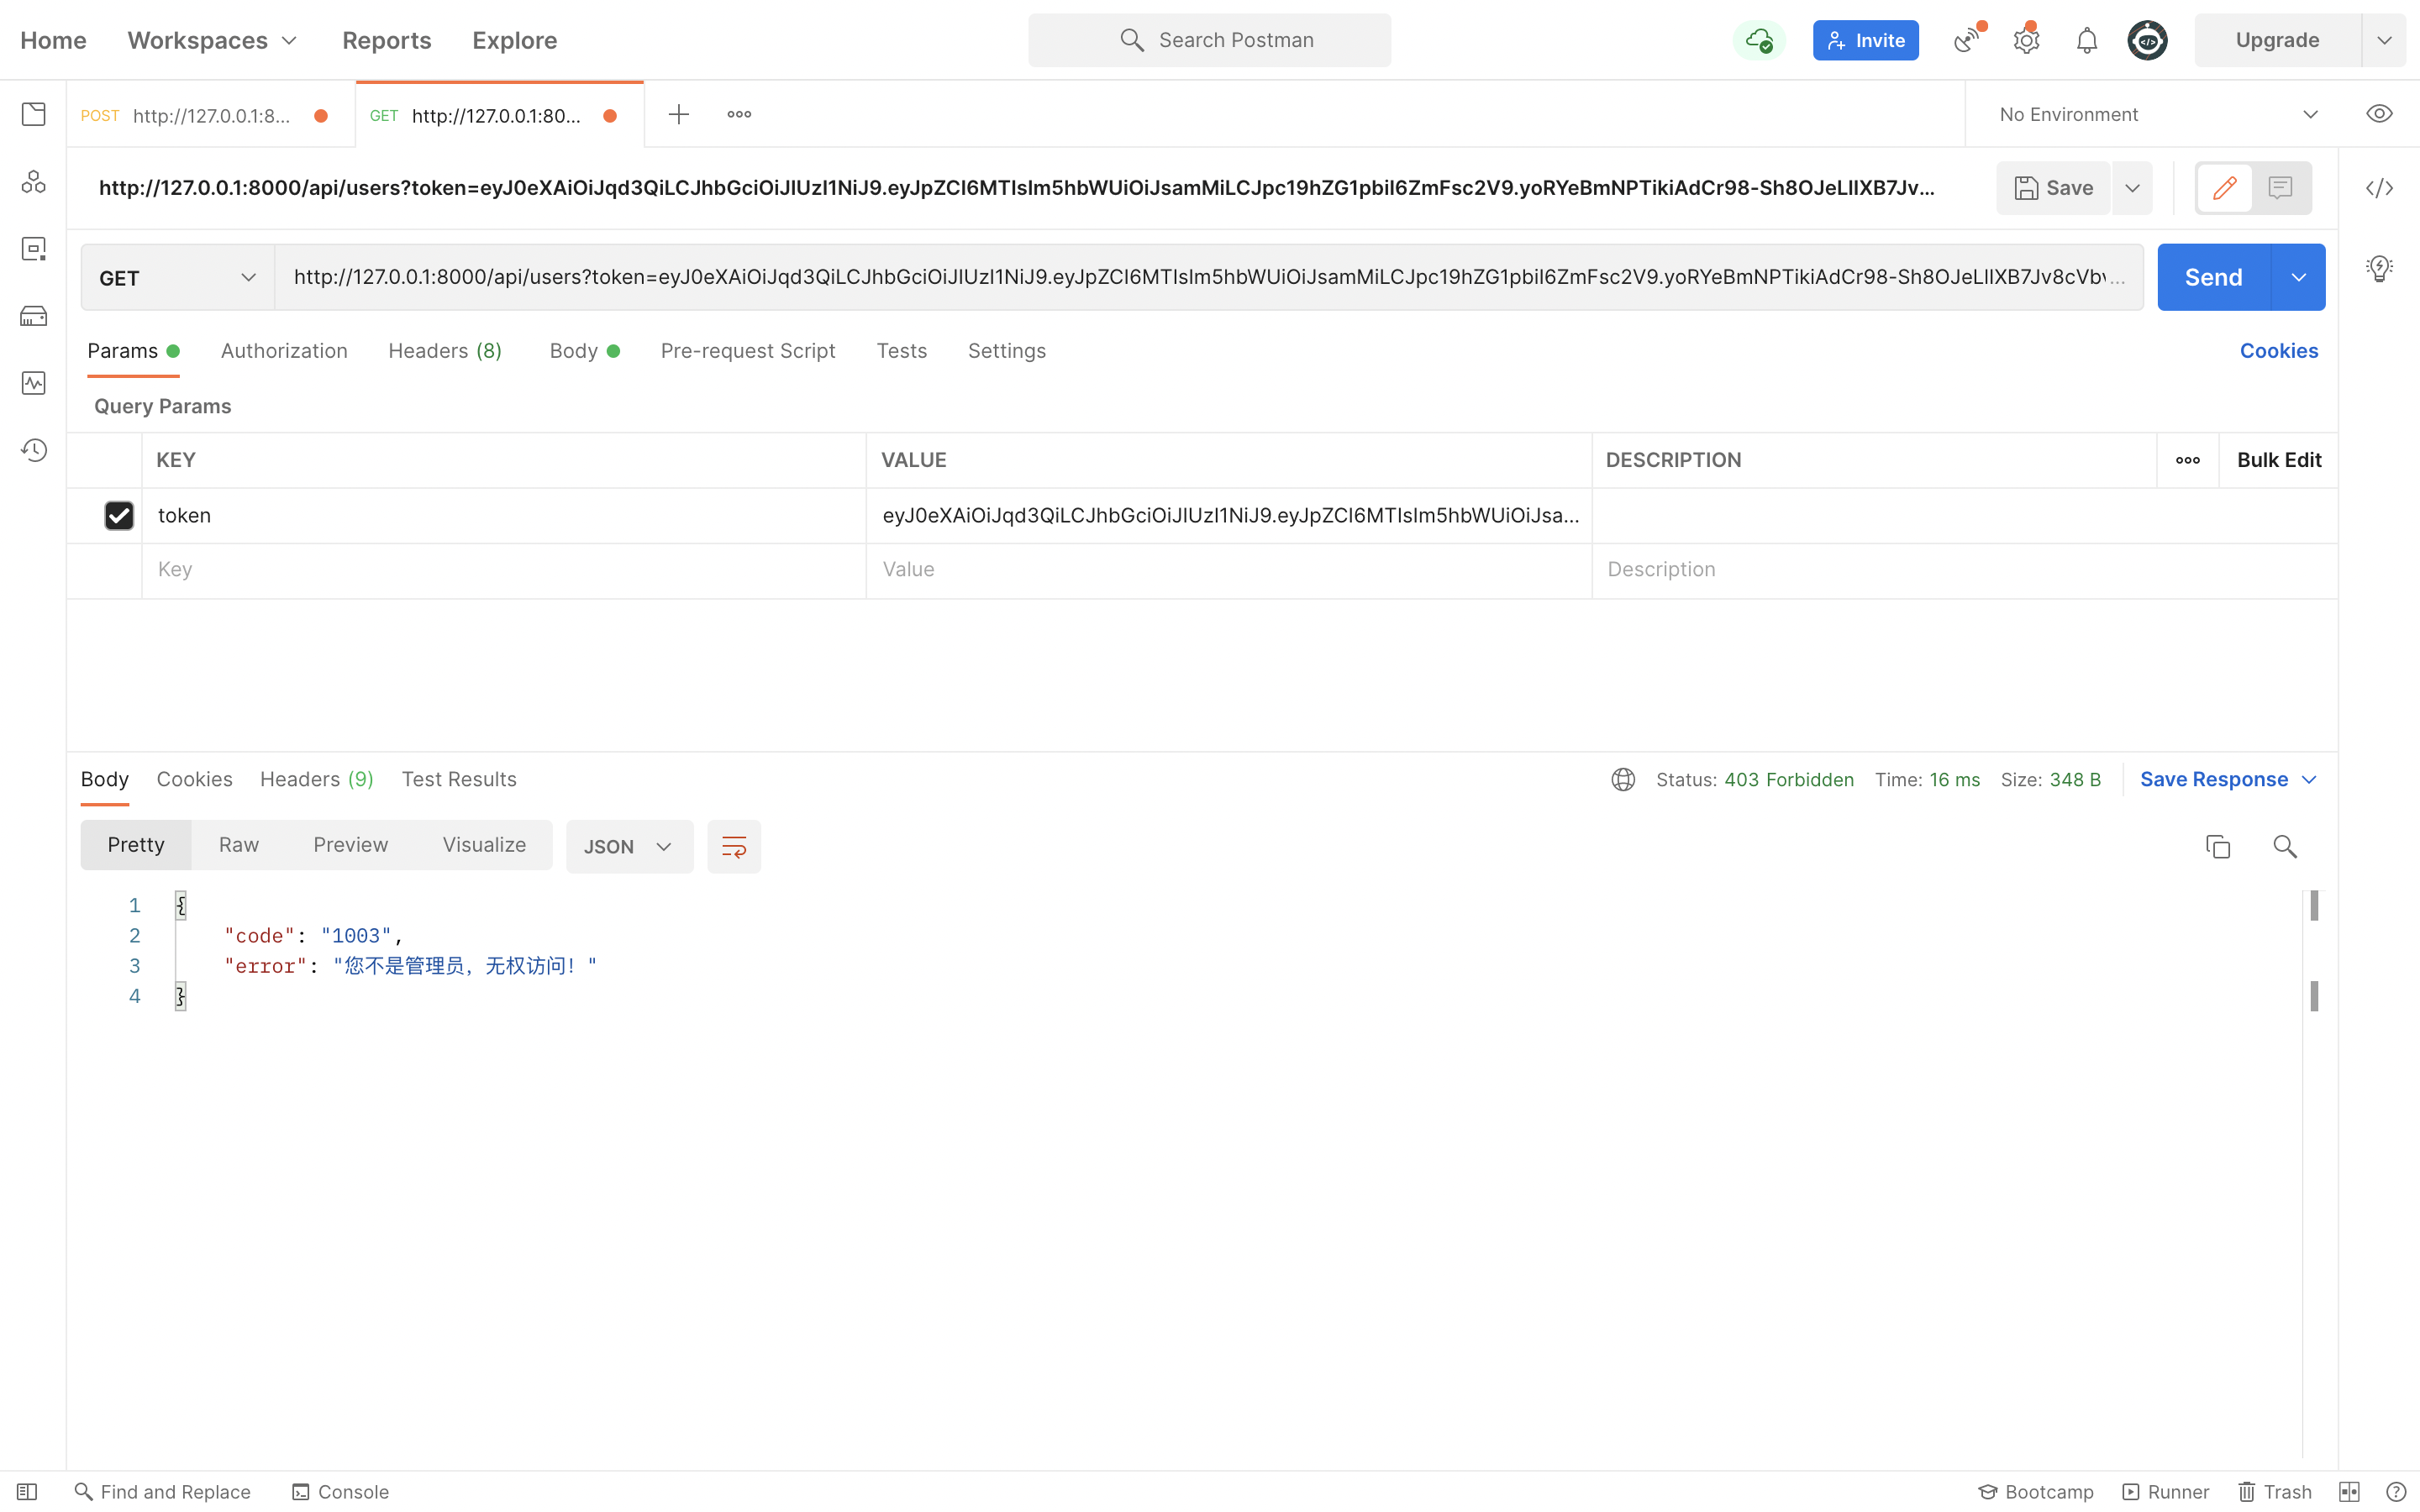 Home Workspaces Reports Explore Search Postman Invite Upgrade
POST http://127.0.0.1:8... GET http://127.0.0.1:80... No Environment
http://127.0.0.1:8000/api/users?token=eyJ0eXAiOiJqd3QiLCJhbGciOiJIUzI1NiJ9.eyJpZCI6MTIsIm5hbWUiOiJsamMiLCJpc19hZG1pbiI6ZmFsc2V9.yoRYeBmNPTikiAdCr98-Sh8OJeLlIXB7Jv... Save
GET http://127.0.0.1:8000/api/users?token=eyJ0eXAiOiJqd3QiLCJhbGciOiJIUzI1NiJ9.eyJpZCI6MTIsIm5hbWUiOiJsamMiLCJpc19hZG1pbiI6ZmFsc2V9.yoRYeBmNPTikiAdCr98-Sh8OJeLlIXB7Jv8cVbv... Send
Params Authorization Headers (8) Body Pre-request Script Tests Settings Cookies
Query Params
KEY VALUE DESCRIPTION Bulk Edit
token eyJ0eXAiOiJqd3QiLCJhbGciOiJIUzI1NiJ9.eyJpZCI6MTIsIm5hbWUiOiJsa...
Key Value Description
Body Cookies Headers (9) Test Results Status: 403 Forbidden Time: 16 ms Size: 348 B Save Response
Pretty Raw Preview Visualize JSON
1 {
2 "code": "1003",
3 "error": "您不是管理员，无权访问！"
4 }
Find and Replace Console Bootcamp Runner Trash